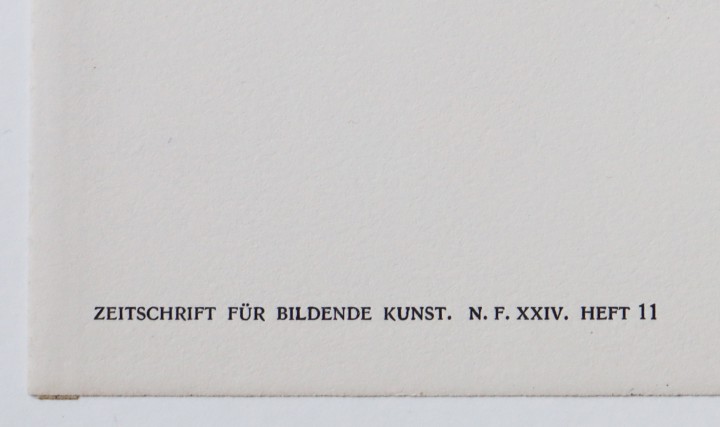 ZEITSCHRIFT FÜR BILDENDE KUNST. N. F. XXIV. HEFT 11